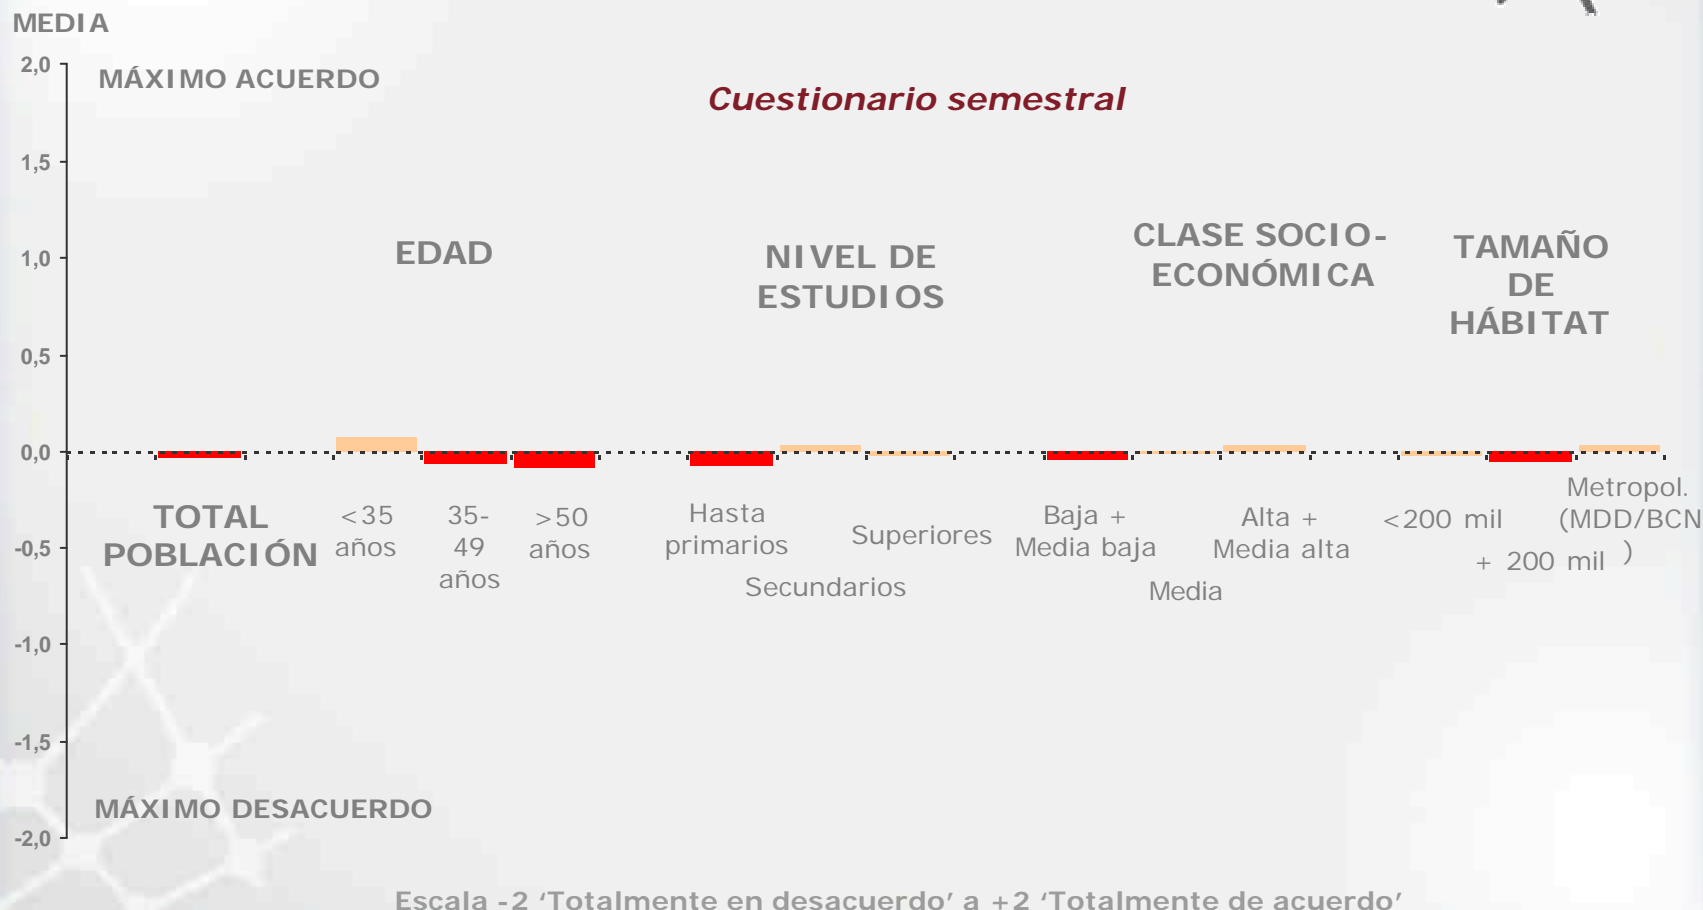 MEDIA
2,0
MÁXIMO ACUERDO
Cuestionario semestral
1,5
1,0
0,5
0,0
-0,5
-1,0
-1,5
-2,0
EDAD
NIVEL DE
ESTUDIOS
CLASE SOCIO-
ECONÓMICA
TAMAÑO
DE
HÁBITAT
TOTAL
POBLACIÓN
<35
años
35-
49
años
>50
años
Hasta
primarios
Secundarios
Superiores
Baja +
Media baja
Media
Alta +
Media alta
<200 mil
+ 200 mil
Metropol.
(MDD/BCN
)
MÁXIMO DESACUERDO
Escala -2 ‘Totalmente en desacuerdo’ a +2 ‘Totalmente de acuerdo’